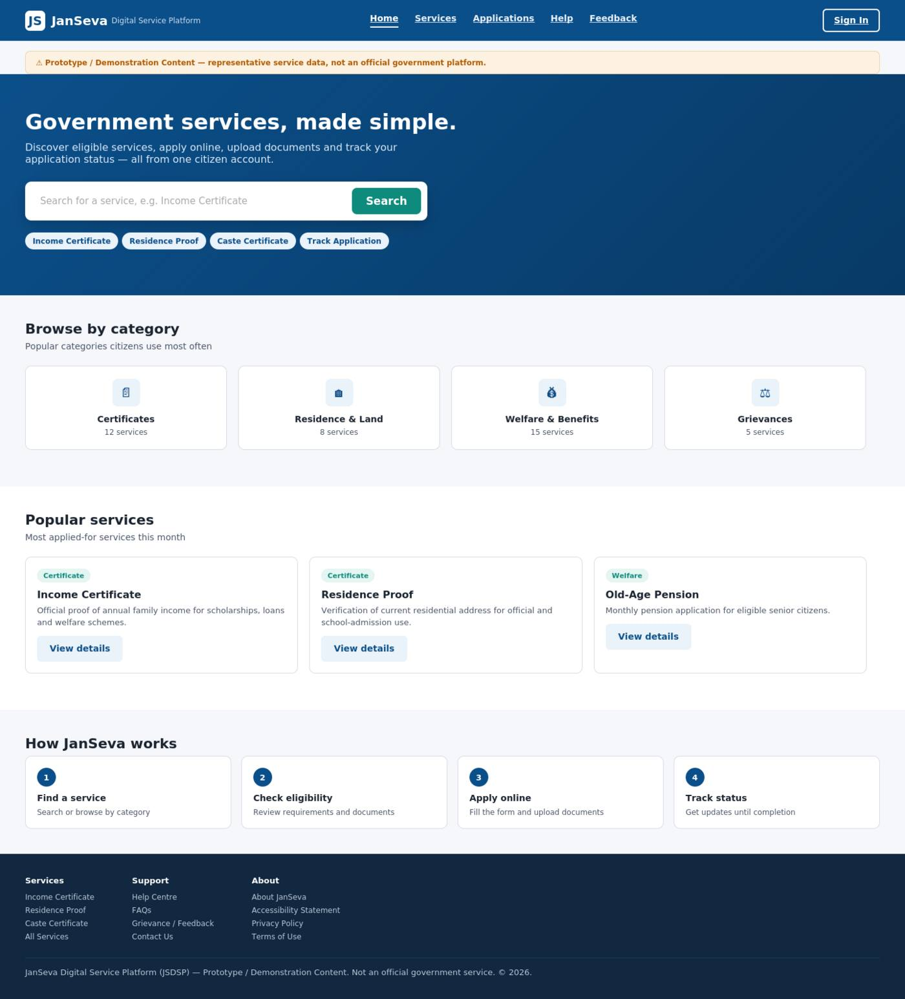 JS JanSeva Digital Service Platform Home Services Applications Help Feedback Sign In
⚠ Prototype / Demonstration Content — representative service data, not an official government platform.
Government services, made simple.
Discover eligible services, apply online, upload documents and track your
application status — all from one citizen account.
Search for a service, e.g. Income Certificate Search
Income Certificate Residence Proof Caste Certificate Track Application
Browse by category
Popular categories citizens use most often
Certificates
12 services
Residence & Land
8 services
Welfare & Benefits
15 services
Grievances
5 services
Popular services
Most applied-for services this month
Certificate
Income Certificate
Official proof of annual family income for scholarships, loans
and welfare schemes.
View details
Certificate
Residence Proof
Verification of current residential address for official and
school-admission use.
View details
Welfare
Old-Age Pension
Monthly pension application for eligible senior citizens.
View details
How JanSeva works
1
Find a service
Search or browse by category
2
Check eligibility
Review requirements and documents
3
Apply online
Fill the form and upload documents
4
Track status
Get updates until completion
Services
Income Certificate
Residence Proof
Caste Certificate
All Services
Support
Help Centre
FAQs
Grievance / Feedback
Contact Us
About
About JanSeva
Accessibility Statement
Privacy Policy
Terms of Use
JanSeva Digital Service Platform (JSDSP) — Prototype / Demonstration Content. Not an official government service. © 2026.